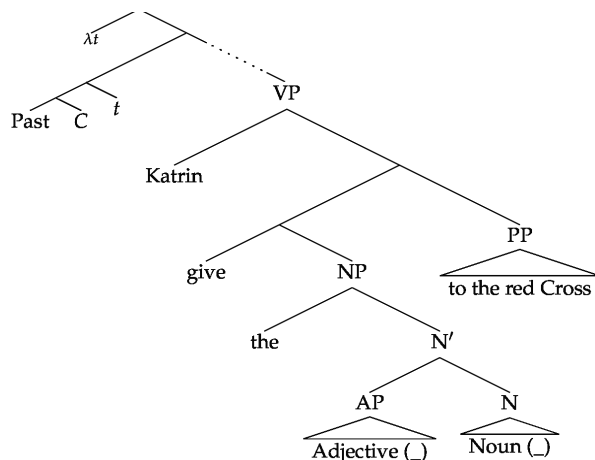 λt
Past C t
VP
Katrin
PP
give NP
to the red Cross
the N′
AP N
Adjective (_) Noun (_)